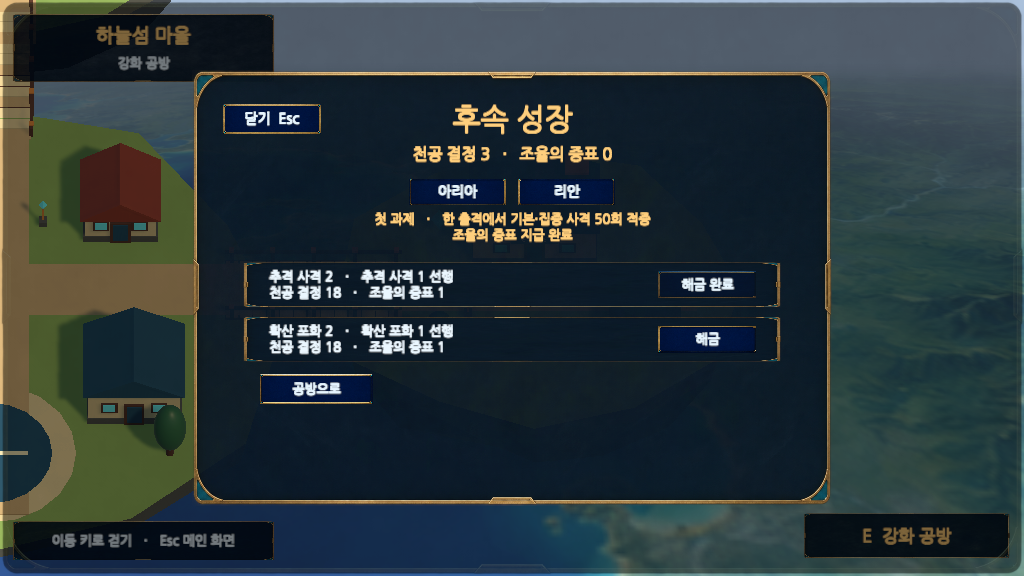 하늘섬 마을
강화 공방
닫기 Esc
후속 성장
천공 결정 3 · 조율의 증표 0
아리아
리안
첫 과제 · 한 출격에서 기본·집중 사격 50회 적중
조율의 증표 지급 완료
추격 사격 2 · 추격 사격 1 선행
천공 결정 18 · 조율의 증표 1
해금 완료
확산 포화 2 · 확산 포화 1 선행
천공 결정 18 · 조율의 증표 1
해금
공방으로
이동 키로 걷기 · Esc 메인 화면
E 강화 공방